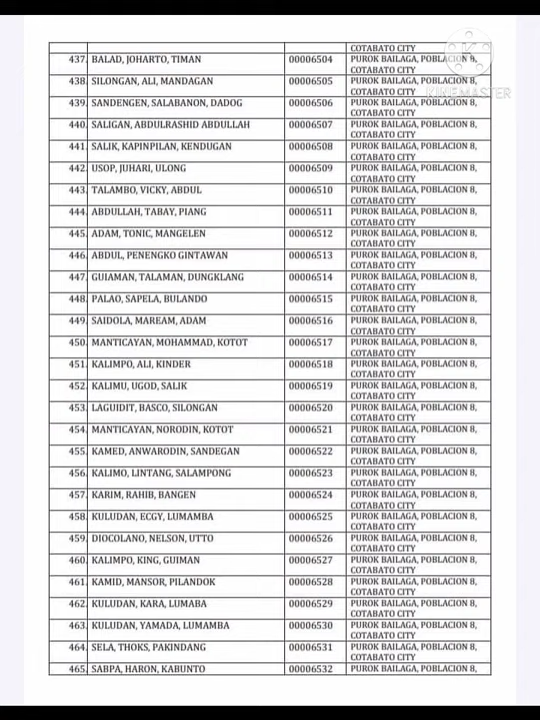 COTABATO CITY
437. BALAD, JOHARTO, TIMAN 00006504 PUROK BAILAGA, POBLACION 8,
COTABATO CITY
KINEMASTER
438. SILONGAN, ALI, MANDAGAN 00006505 PUROK BAILAGA, POBLACION 8,
COTABATO CITY
439. SANDENGEN, SALABANON, DADOG 00006506 PUROK BAILAGA, POBLACION 8,
COTABATO CITY
440. SALIGAN, ABDULRASHID ABDULLAH 00006507 PUROK BAILAGA, POBLACION 8,
COTABATO CITY
441. SALIK, KAPINPILAN, KENDUGAN 00006508 PUROK BAILAGA, POBLACION 8,
COTABATO CITY
442. USOP, JUHARI, ULONG 00006509 PUROK BAILAGA, POBLACION 8,
COTABATO CITY
443. TALAMBO, VICKY, ABDUL 00006510 PUROK BAILAGA, POBLACION 8,
COTABATO CITY
444. ABDULLAH, TABAY, PIANG 00006511 PUROK BAILAGA, POBLACION 8,
COTABATO CITY
445. ADAM, TONIC, MANGELEN 00006512 PUROK BAILAGA, POBLACION 8,
COTABATO CITY
446. ABDUL, PENENGKO GINTAWAN 00006513 PUROK BAILAGA, POBLACION 8,
COTABATO CITY
447. GUIAMAN, TALAMAN, DUNGKLANG 00006514 PUROK BAILAGA, POBLACION 8,
COTABATO CITY
448. PALAO, SAPELA, BULANDO 00006515 PUROK BAILAGA, POBLACION 8,
COTABATO CITY
449. SAIDOLA, MAREAM, ADAM 00006516 PUROK BAILAGA, POBLACION 8,
COTABATO CITY
450. MANTICAYAN, MOHAMMAD, KOTOT 00006517 PUROK BAILAGA, POBLACION 8,
COTABATO CITY
451. KALIMPO, ALI, KINDER 00006518 PUROK BAILAGA, POBLACION 8,
COTABATO CITY
452. KALIMU, UGOD, SALIK 00006519 PUROK BAILAGA, POBLACION 8,
COTABATO CITY
453. LAGUIDIT, BASCO, SILONGAN 00006520 PUROK BAILAGA, POBLACION 8,
COTABATO CITY
454. MANTICAYAN, NORODIN, KOTOT 00006521 PUROK BAILAGA, POBLACION 8,
COTABATO CITY
455. KAMED, ANWARODIN, SANDEGAN 00006522 PUROK BAILAGA, POBLACION 8,
COTABATO CITY
456. KALIMO, LINTANG, SALAMPONG 00006523 PUROK BAILAGA, POBLACION 8,
COTABATO CITY
457. KARIM, RAHIB, BANGEN 00006524 PUROK BAILAGA, POBLACION 8,
COTABATO CITY
458. KULUDAN, ECGY, LUMAMBA 00006525 PUROK BAILAGA, POBLACION 8,
COTABATO CITY
459. DIOCOLANO, NELSON, UTTO 00006526 PUROK BAILAGA, POBLACION 8,
COTABATO CITY
460. KALIMPO, KING, GUIMAN 00006527 PUROK BAILAGA, POBLACION 8,
COTABATO CITY
461. KAMID, MANSOR, PILANDOK 00006528 PUROK BAILAGA, POBLACION 8,
COTABATO CITY
462. KULUDAN, KARA, LUMABA 00006529 PUROK BAILAGA, POBLACION 8,
COTABATO CITY
463. KULUDAN, YAMADA, LUMAMBA 00006530 PUROK BAILAGA, POBLACION 8,
COTABATO CITY
464. SELA, THOKS, PAKINDANG 00006531 PUROK BAILAGA, POBLACION 8,
COTABATO CITY
465. SABPA, HARON, KABUNTO 00006532 PUROK BAILAGA, POBLACION 8,